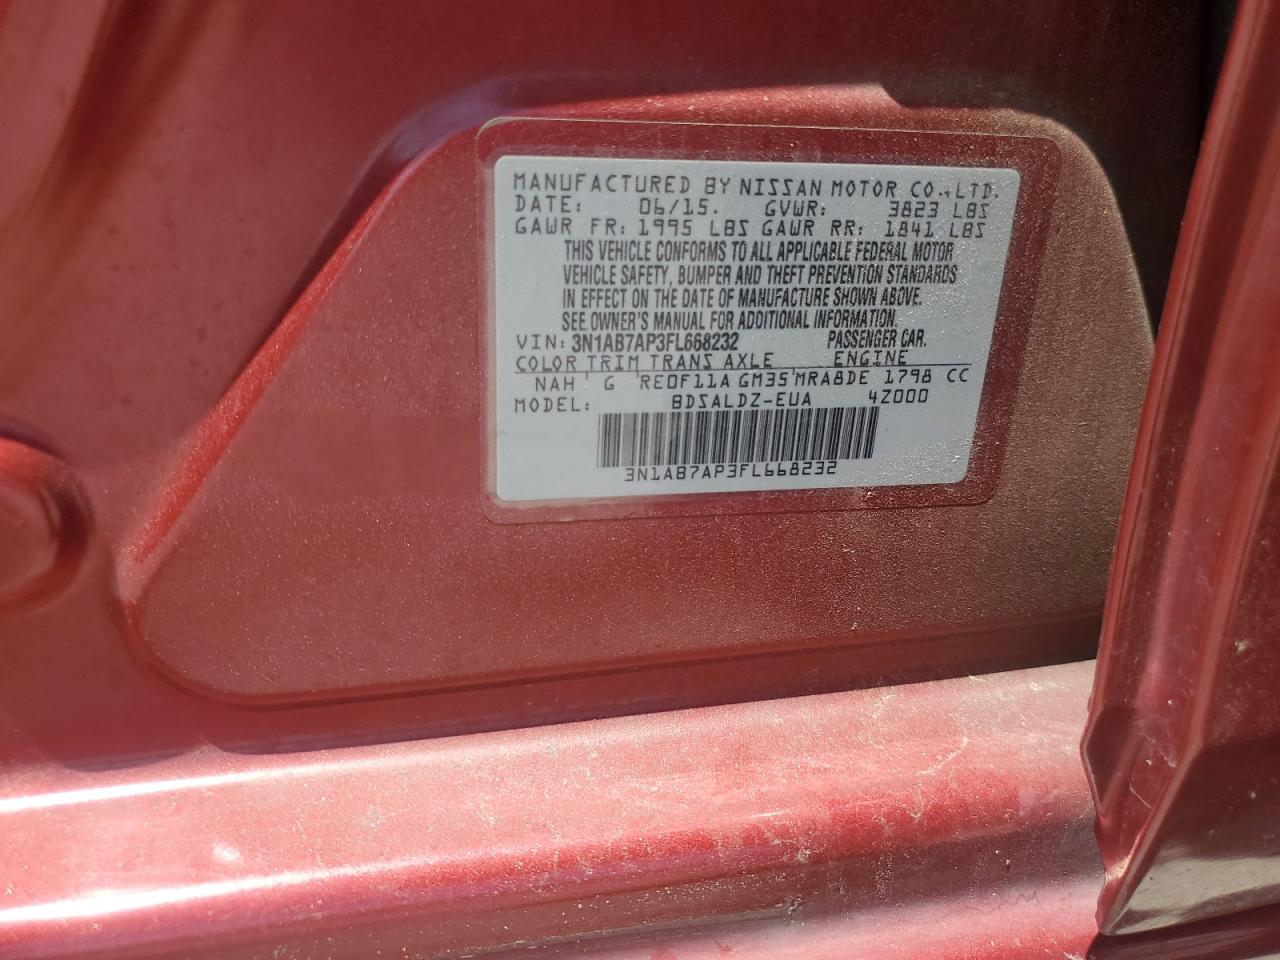 MANUFACTURED BY NISSAN MOTOR CO.,LTD.
DATE: 06/15. GVWR: 3823 LBS
GAWR FR: 1995 LBS GAWR RR: 1841 LBS
THIS VEHICLE CONFORMS TO ALL APPLICABLE FEDERAL MOTOR
VEHICLE SAFETY, BUMPER AND THEFT PREVENTION STANDARDS
IN EFFECT ON THE DATE OF MANUFACTURE SHOWN ABOVE.
SEE OWNER'S MANUAL FOR ADDITIONAL INFORMATION.
VIN: 3N1AB7AP3FL668232 PASSENGER CAR.
COLOR TRIM TRANS AXLE ENGINE
NAH G RE0F11A GM35 MRA8DE 1798 CC
MODEL: BDSALDZ-EUA 4Z000
3N1AB7AP3FL668232